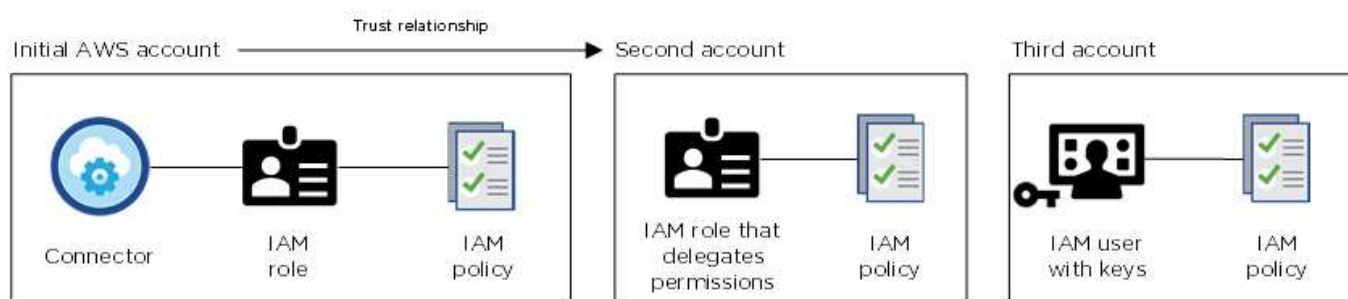 Trust relationship
Initial AWS account
Second account
Third account
Connector
IAM
role
IAM
policy
IAM role that
delegates
permissions
IAM
policy
IAM user
with keys
IAM
policy